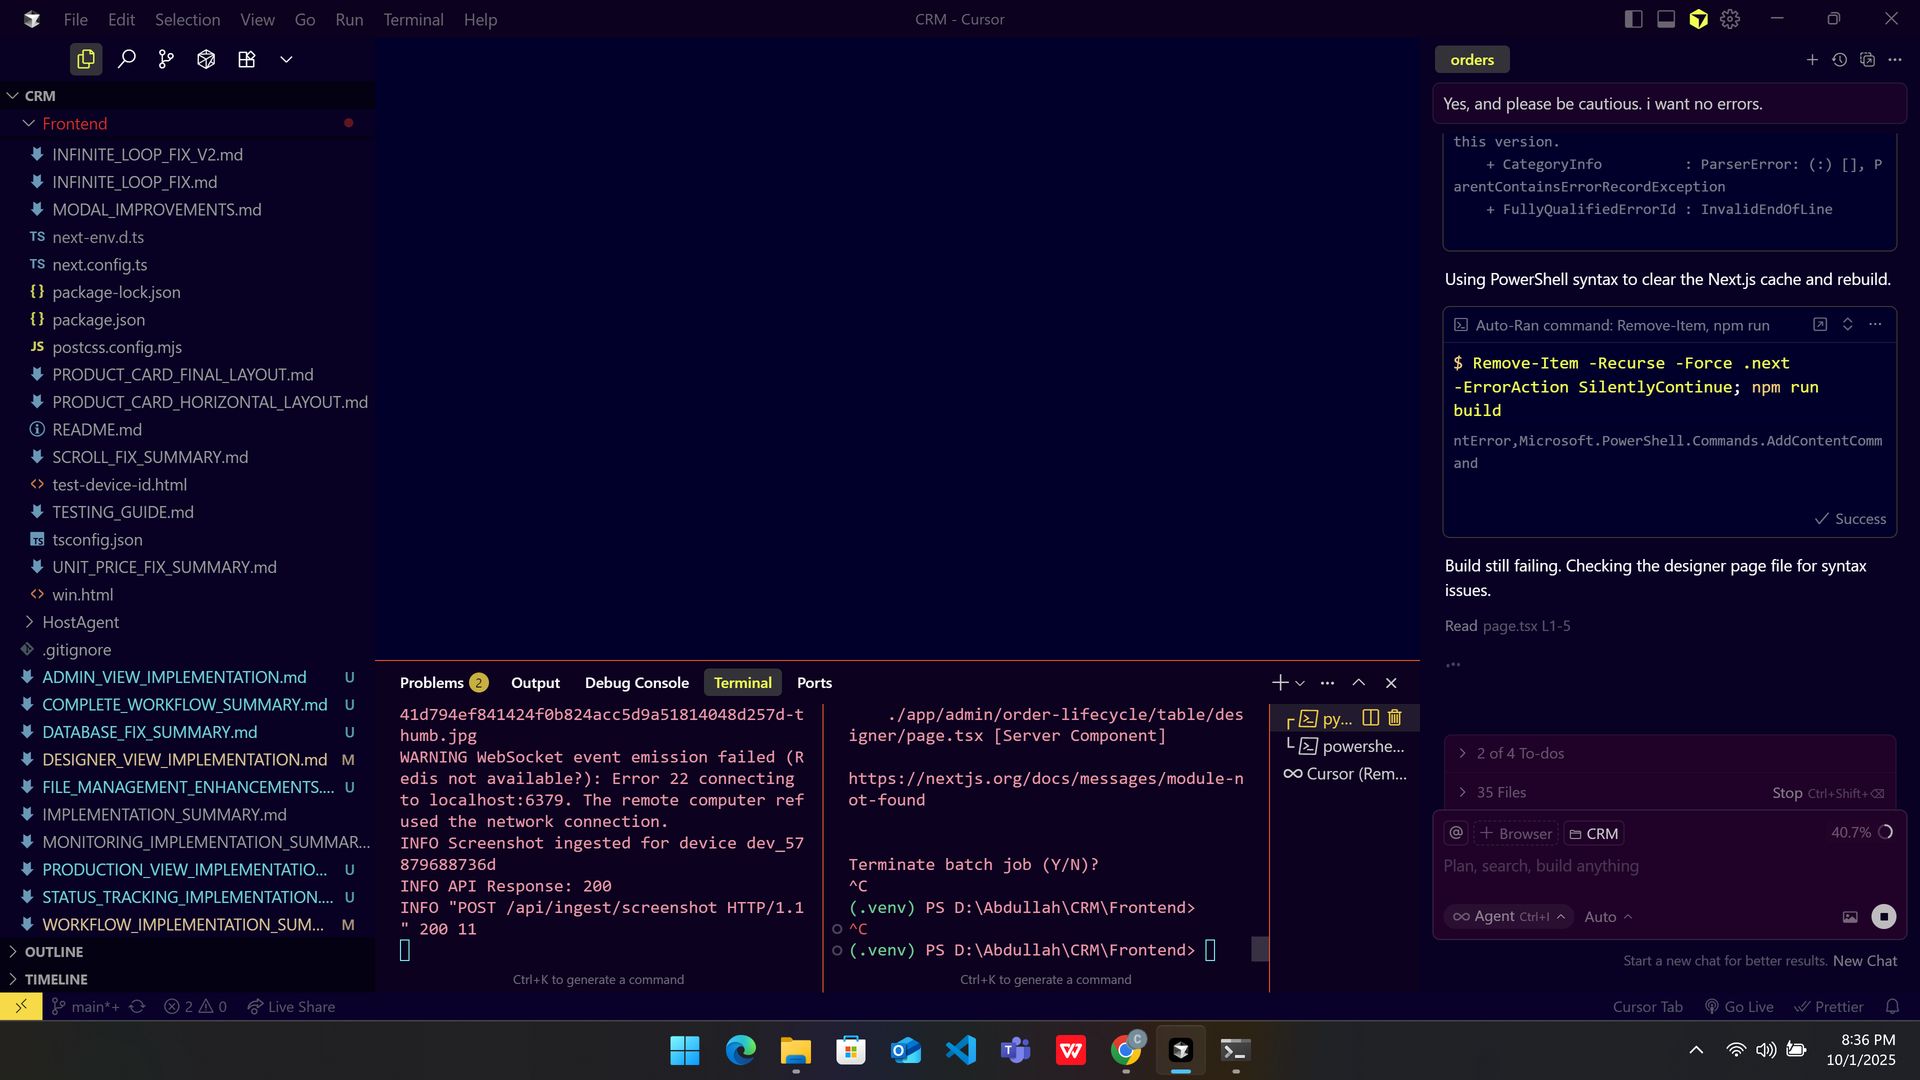 File Edit Selection View Go Run Terminal Help
CRM - Cursor
CRM
Frontend
INFINITE_LOOP_FIX_V2.md
INFINITE_LOOP_FIX.md
MODAL_IMPROVEMENTS.md
TS next-env.d.ts
TS next.config.ts
{} package-lock.json
{} package.json
JS postcss.config.mjs
PRODUCT_CARD_FINAL_LAYOUT.md
PRODUCT_CARD_HORIZONTAL_LAYOUT.md
README.md
SCROLL_FIX_SUMMARY.md
<> test-device-id.html
TESTING_GUIDE.md
TS tsconfig.json
UNIT_PRICE_FIX_SUMMARY.md
<> win.html
HostAgent
.gitignore
ADMIN_VIEW_IMPLEMENTATION.md U
COMPLETE_WORKFLOW_SUMMARY.md U
DATABASE_FIX_SUMMARY.md U
DESIGNER_VIEW_IMPLEMENTATION.md M
FILE_MANAGEMENT_ENHANCEMENTS.... U
IMPLEMENTATION_SUMMARY.md
MONITORING_IMPLEMENTATION_SUMMAR...
PRODUCTION_VIEW_IMPLEMENTATIO... U
STATUS_TRACKING_IMPLEMENTATION.... U
WORKFLOW_IMPLEMENTATION_SUM... M
OUTLINE
TIMELINE
Problems 2 Output Debug Console Terminal Ports
41d794ef841424f0b824acc5d9a51814048d257d-t
humb.jpg
WARNING WebSocket event emission failed (R
edis not available?): Error 22 connecting
to localhost:6379. The remote computer ref
used the network connection.
INFO Screenshot ingested for device dev_57
879688736d
INFO API Response: 200
INFO "POST /api/ingest/screenshot HTTP/1.1
" 200 11
Ctrl+K to generate a command
./app/admin/order-lifecycle/table/des
igner/page.tsx [Server Component]
https://nextjs.org/docs/messages/module-n
ot-found
Terminate batch job (Y/N)?
^C
(.venv) PS D:\Abdullah\CRM\Frontend>
^C
(.venv) PS D:\Abdullah\CRM\Frontend>
Ctrl+K to generate a command
py...
powershe...
Cursor (Rem...
orders
Yes, and please be cautious. i want no errors.
this version.
+ CategoryInfo : ParserError: (:) [], P
arentContainsErrorRecordException
+ FullyQualifiedErrorId : InvalidEndOfLine
Using PowerShell syntax to clear the Next.js cache and rebuild.
Auto-Ran command: Remove-Item, npm run
$ Remove-Item -Recurse -Force .next
-ErrorAction SilentlyContinue; npm run
build
ntError,Microsoft.PowerShell.Commands.AddContentComm
and
Success
Build still failing. Checking the designer page file for syntax
issues.
Read page.tsx L1-5
...
2 of 4 To-dos
35 Files Stop Ctrl+Shift+⌫
@ + Browser CRM 40.7%
Plan, search, build anything
Agent Ctrl+I Auto
Start a new chat for better results. New Chat
main*+ 2 0 Live Share
Cursor Tab Go Live Prettier
8:36 PM
10/1/2025